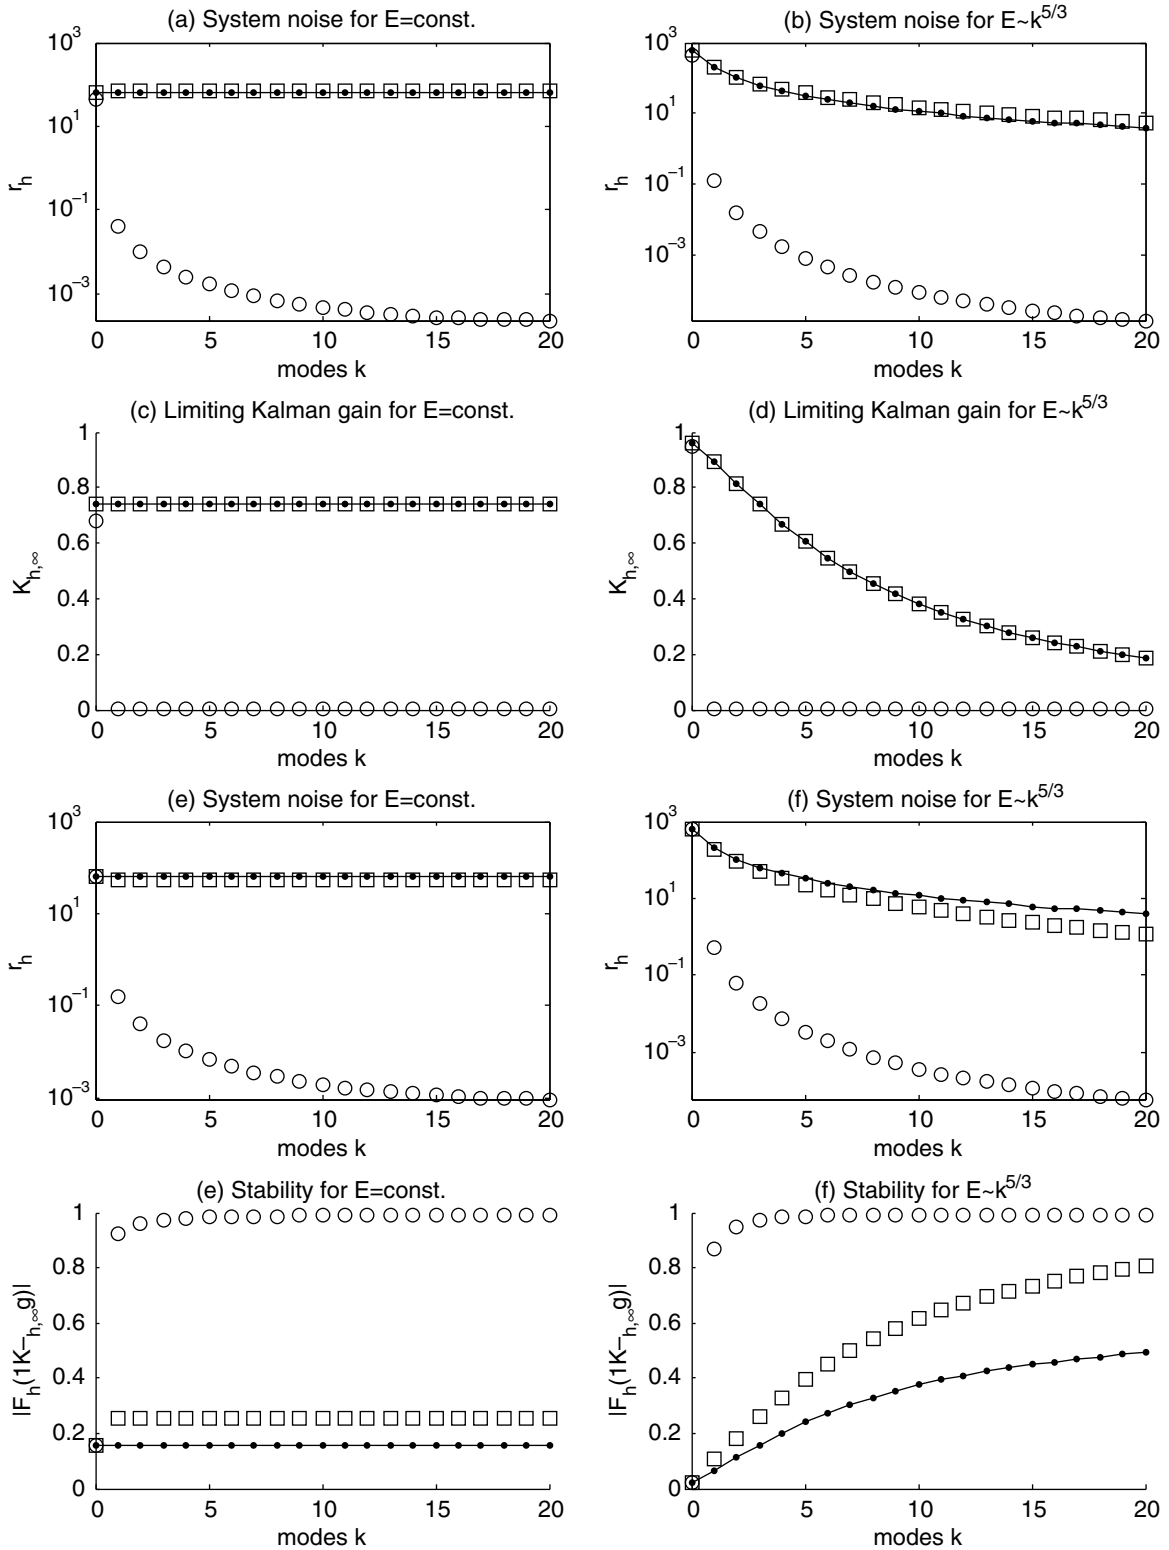 (a) System noise for E=const.
10^3
10^1
10^−1
10^−3
r_h
0 5 10 15 20
modes k
(b) System noise for E~k^5/3
10^3
10^1
10^−1
10^−3
r_h
0 5 10 15 20
modes k
(c) Limiting Kalman gain for E=const.
1
0.8
0.6
0.4
0.2
0
K_h,∞
0 5 10 15 20
modes k
(d) Limiting Kalman gain for E~k^5/3
1
0.8
0.6
0.4
0.2
0
K_h,∞
0 5 10 15 20
modes k
(e) System noise for E=const.
10^3
10^1
10^−1
10^−3
r_h
0 5 10 15 20
modes k
(f) System noise for E~k^5/3
10^3
10^1
10^−1
10^−3
r_h
0 5 10 15 20
modes k
(e) Stability for E=const.
1
0.8
0.6
0.4
0.2
0
|F_h(1K−_h,∞g)|
0 5 10 15 20
modes k
(f) Stability for E~k^5/3
1
0.8
0.6
0.4
0.2
0
|F_h(1K−_h,∞g)|
0 5 10 15 20
modes k